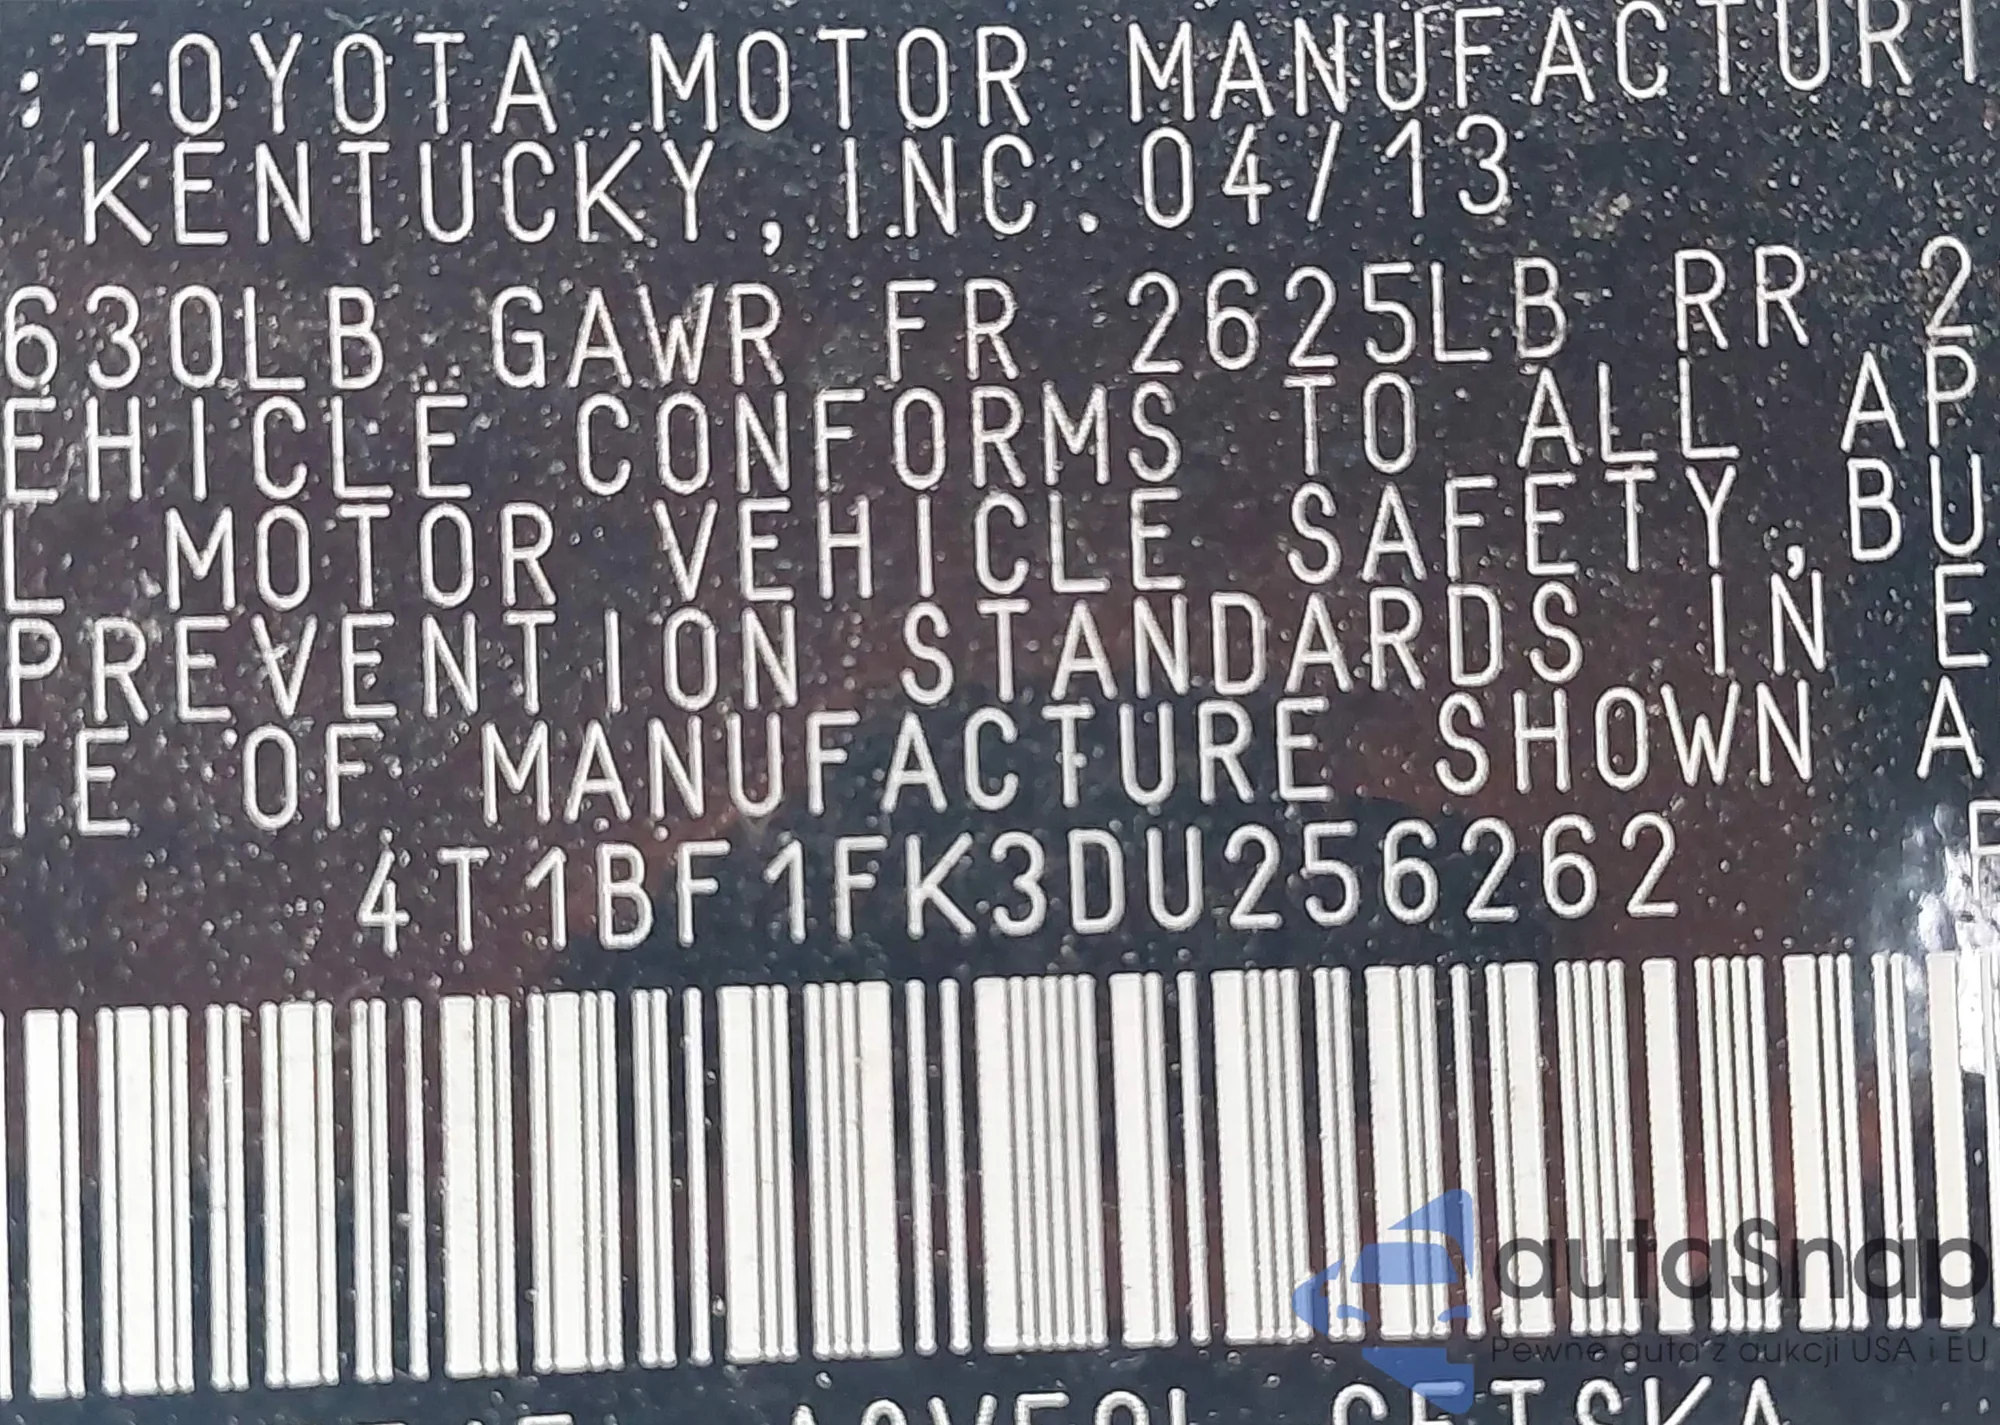 : TOYOTA MOTOR MANUFACTURI
KENTUCKY, INC. 04/13
630LB GAWR FR 2625LB RR 2
EHICLE CONFORMS TO ALL AP
L MOTOR VEHICLE SAFETY, BU
PREVENTION STANDARDS IN E
TE OF MANUFACTURE SHOWN A
4T1BF1FK3DU256262
autaSnap
Pewne auta z aukcji USA i EU